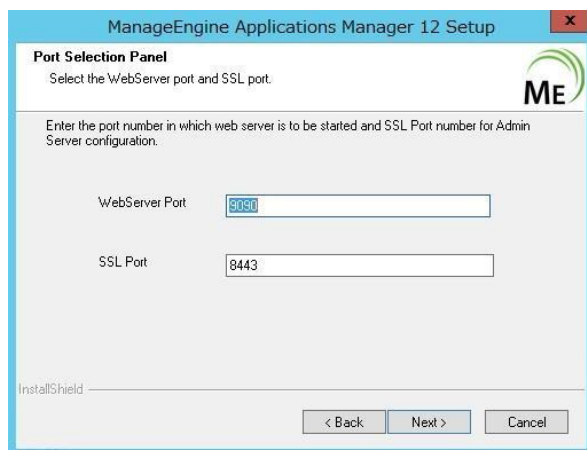 ManageEngine Applications Manager 12 Setup
x
Port Selection Panel
Select the WebServer port and SSL port.
ME
Enter the port number in which web server is to be started and SSL Port number for Admin
Server configuration.
WebServer Port
9090
SSL Port
8443
InstallShield
< Back
Next >
Cancel